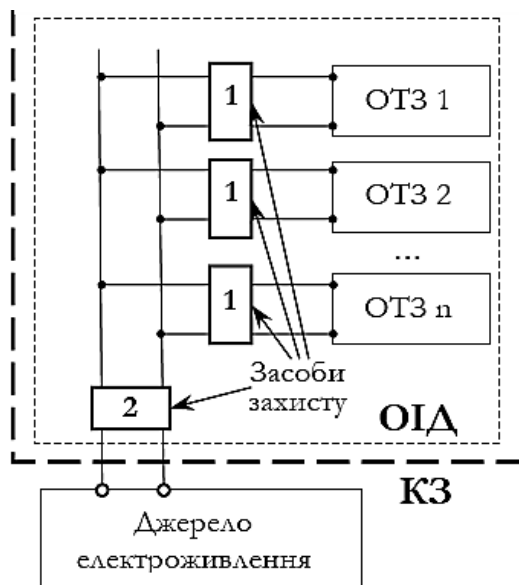 1
ОТЗ 1
1
ОТЗ 2
...
1
ОТЗ n
Засоби
захисту
2
ОІД
КЗ
Джерело
електроживлення